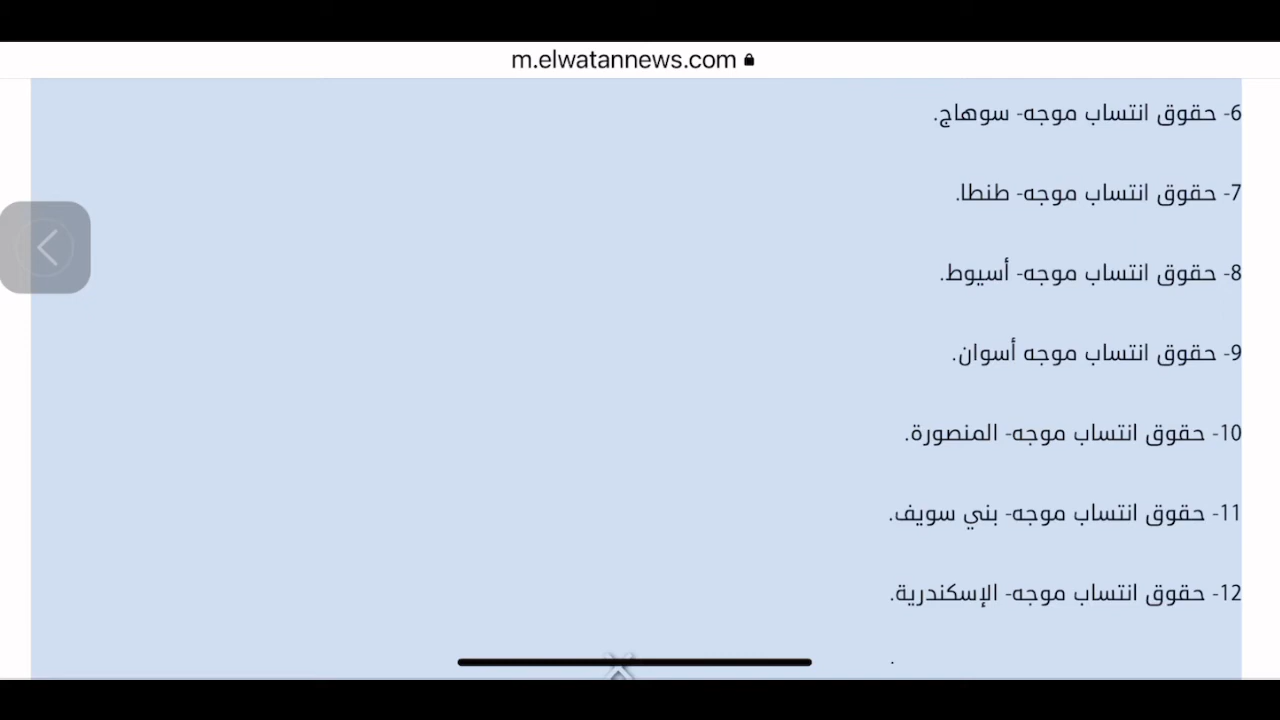 m.elwatannews.com
6- حقوق انتساب موجه- سوهاج.
7- حقوق انتساب موجه- طنطا.
8- حقوق انتساب موجه- أسيوط.
9- حقوق انتساب موجه أسوان.
10- حقوق انتساب موجه- المنصورة.
11- حقوق انتساب موجه- بني سويف.
12- حقوق انتساب موجه- الإسكندرية.